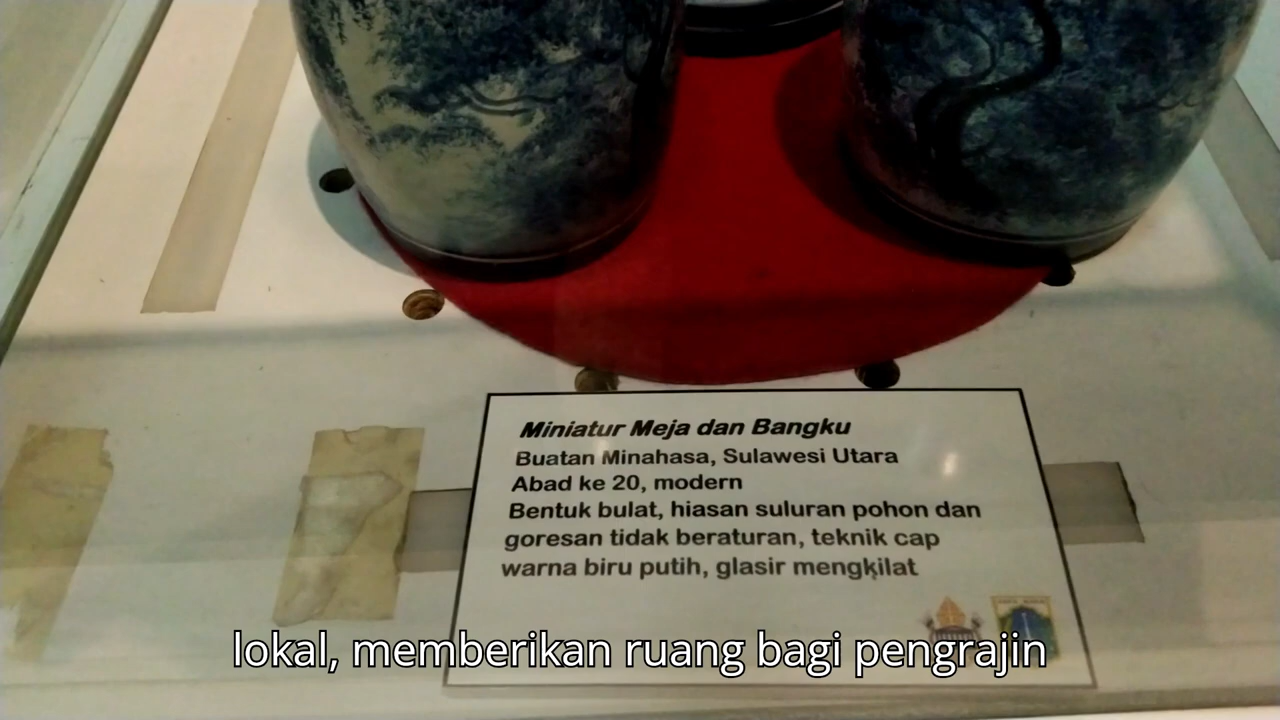 Miniatur Meja dan Bangku
Buatan Minahasa, Sulawesi Utara
Abad ke 20, modern
Bentuk bulat, hiasan suluran pohon dan
goresan tidak beraturan, teknik cap
warna biru putih, glasir mengkilat
lokal, memberikan ruang bagi pengrajin